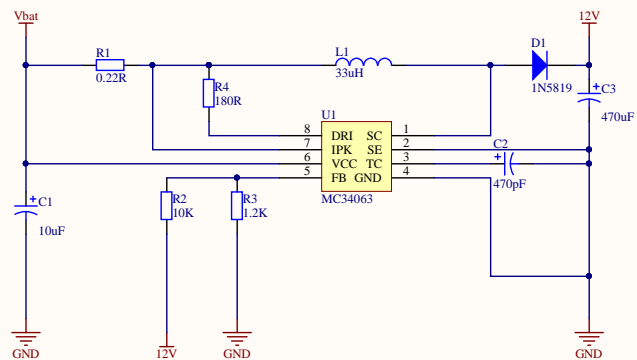 Vbat
12V
R1
0.22R
L1
33uH
D1
1N5819
R4
180R
C3
470uF
U1
8 DRI SC 1
7 IPK SE 2
6 VCC TC 3
5 FB GND 4
MC34063
C2
470pF
C1
10uF
R2
10K
R3
1.2K
GND
12V
GND
GND